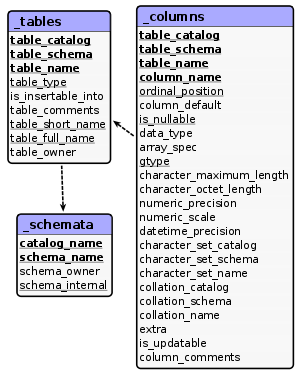 _tables
table_catalog
table_schema
table_name
table_type
is_insertable_into
table_comments
table_short_name
table_full_name
table_owner
_schemata
catalog_name
schema_name
schema_owner
schema_internal
_columns
table_catalog
table_schema
table_name
column_name
ordinal_position
column_default
is_nullable
data_type
array_spec
gtype
character_maximum_length
character_octet_length
numeric_precision
numeric_scale
datetime_precision
character_set_catalog
character_set_schema
character_set_name
collation_catalog
collation_schema
collation_name
extra
is_updatable
column_comments